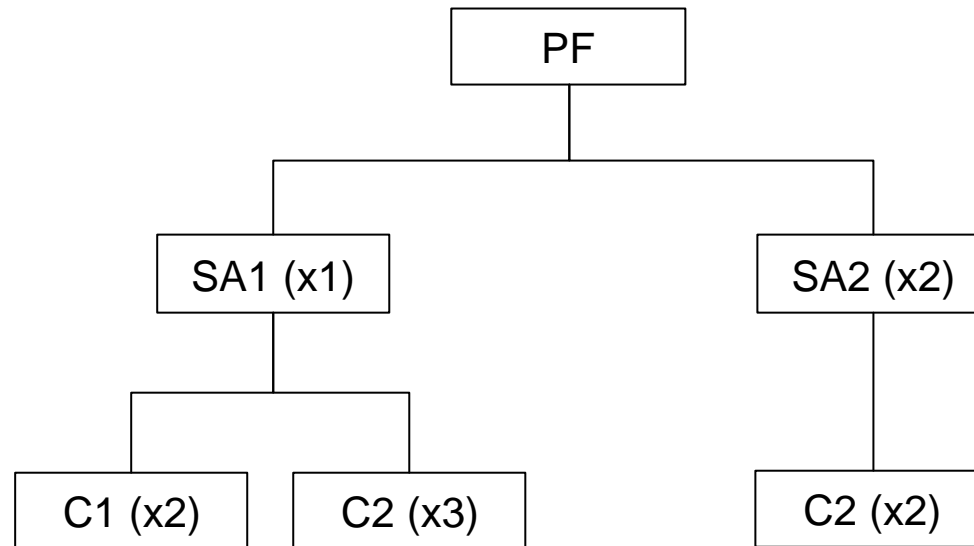 PF
SA1 (x1)
SA2 (x2)
C1 (x2)
C2 (x3)
C2 (x2)